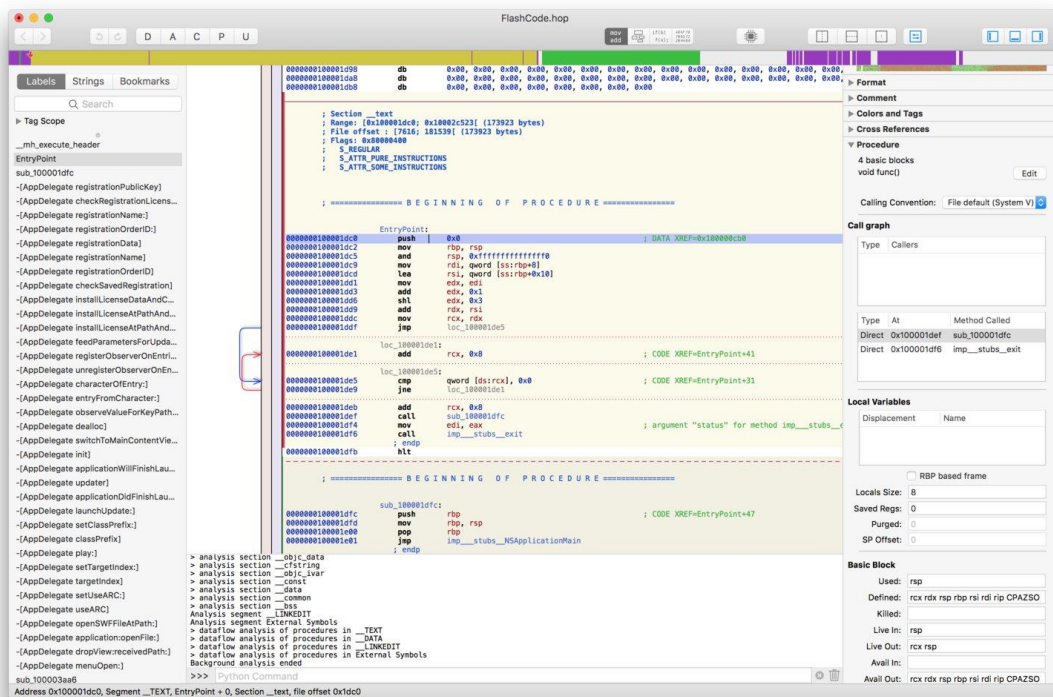 FlashCode.hop
D A C P U
mov add
if(a) f(x);
Labels Strings Bookmarks
Search
Tag Scope
__mh_execute_header
EntryPoint
sub_100001dfc
-[AppDelegate registrationPublicKey]
-[AppDelegate checkRegistrationLicens...
-[AppDelegate registrationName:]
-[AppDelegate registrationOrderID:]
-[AppDelegate registrationData]
-[AppDelegate registrationName]
-[AppDelegate registrationOrderID]
-[AppDelegate checkSavedRegistration]
-[AppDelegate installLicenseDataAndC...
-[AppDelegate installLicenseAtPathAnd...
-[AppDelegate installLicenseAtPathAnd...
-[AppDelegate feedParametersForUpda...
-[AppDelegate registerObserverOnEntri...
-[AppDelegate unregisterObserverOnEn...
-[AppDelegate characterOfEntry:]
-[AppDelegate entryFromCharacter:]
-[AppDelegate observeValueForKeyPath...
-[AppDelegate dealloc]
-[AppDelegate switchToMainContentVie...
-[AppDelegate init]
-[AppDelegate applicationWillFinishLau...
-[AppDelegate updater]
-[AppDelegate applicationDidFinishLau...
-[AppDelegate launchUpdate:]
-[AppDelegate setClassPrefix:]
-[AppDelegate classPrefix]
-[AppDelegate play:]
-[AppDelegate setTargetIndex:]
-[AppDelegate targetIndex]
-[AppDelegate setUseARC:]
-[AppDelegate useARC]
-[AppDelegate openSWFFileAtPath:]
-[AppDelegate application:openFile:]
-[AppDelegate dropView:receivedPath:]
-[AppDelegate menuOpen:]
sub_100003aa6
0000000100001d98 db 0x00, 0x00, 0x00, 0x00, 0x00, 0x00, 0x00, 0x00, 0x00, 0x00, 0x00, 0x00, 0x00, 0x00, 0x00,
0000000100001da8 db 0x00, 0x00, 0x00, 0x00, 0x00, 0x00, 0x00, 0x00, 0x00, 0x00, 0x00, 0x00, 0x00, 0x00, 0x00,
0000000100001db8 db 0x00, 0x00, 0x00, 0x00, 0x00, 0x00, 0x00, 0x00
; Section __text
; Range: [0x100001dc0; 0x10002c523[ (173923 bytes)
; File offset : [7616; 181539[ (173923 bytes)
; Flags: 0x80000400
; S_REGULAR
; S_ATTR_PURE_INSTRUCTIONS
; S_ATTR_SOME_INSTRUCTIONS
; ================ B E G I N N I N G O F P R O C E D U R E ================
EntryPoint:
0000000100001dc0 push 0x0 ; DATA XREF=0x100000cb0
0000000100001dc2 mov rbp, rsp
0000000100001dc5 and rsp, 0xfffffffffffffff0
0000000100001dc9 mov rdi, qword [ss:rbp+8]
0000000100001dcd lea rsi, qword [ss:rbp+0x10]
0000000100001dd1 mov edx, edi
0000000100001dd3 add edx, 0x1
0000000100001dd6 shl edx, 0x3
0000000100001dd9 add rdx, rsi
0000000100001ddc mov rcx, rdx
0000000100001ddf jmp loc_100001de5
loc_100001de1:
0000000100001de1 add rcx, 0x8 ; CODE XREF=EntryPoint+41
loc_100001de5:
0000000100001de5 cmp qword [ds:rcx], 0x0 ; CODE XREF=EntryPoint+31
0000000100001de9 jne loc_100001de1
0000000100001deb add rcx, 0x8
0000000100001def call sub_100001dfc
0000000100001df4 mov edi, eax ; argument "status" for method imp___stubs__e
0000000100001df6 call imp___stubs__exit
; endp
0000000100001dfb hlt
; ================ B E G I N N I N G O F P R O C E D U R E ================
sub_100001dfc:
0000000100001dfc push rbp ; CODE XREF=EntryPoint+47
0000000100001dfd mov rbp, rsp
0000000100001e00 pop rbp
0000000100001e01 jmp imp___stubs__NSApplicationMain
; endp
> analysis section __objc_data
> analysis section __cfstring
> analysis section __objc_ivar
> analysis section __const
> analysis section __data
> analysis section __common
> analysis section __bss
Analysis segment __LINKEDIT
Analysis segment External Symbols
> dataflow analysis of procedures in __TEXT
> dataflow analysis of procedures in __DATA
> dataflow analysis of procedures in __LINKEDIT
> dataflow analysis of procedures in External Symbols
Background analysis ended
>>> Python Command
Format
Comment
Colors and Tags
Cross References
Procedure
4 basic blocks
void func()
Edit
Calling Convention: File default (System V)
Call graph
Type Callers
Type At Method Called
Direct 0x100001def sub_100001dfc
Direct 0x100001df6 imp___stubs__exit
Local Variables
Displacement Name
RBP based frame
Locals Size: 8
Saved Regs: 0
Purged: 0
SP Offset: 0
Basic Block
Used: rsp
Defined: rcx rdx rsp rbp rsi rdi rip CPAZSO
Killed:
Live In: rsp
Live Out: rcx rsp
Avail In:
Avail Out: rcx rdx rsp rbp rsi rdi rip CPAZSO
Address 0x100001dc0, Segment __TEXT, EntryPoint + 0, Section __text, file offset 0x1dc0